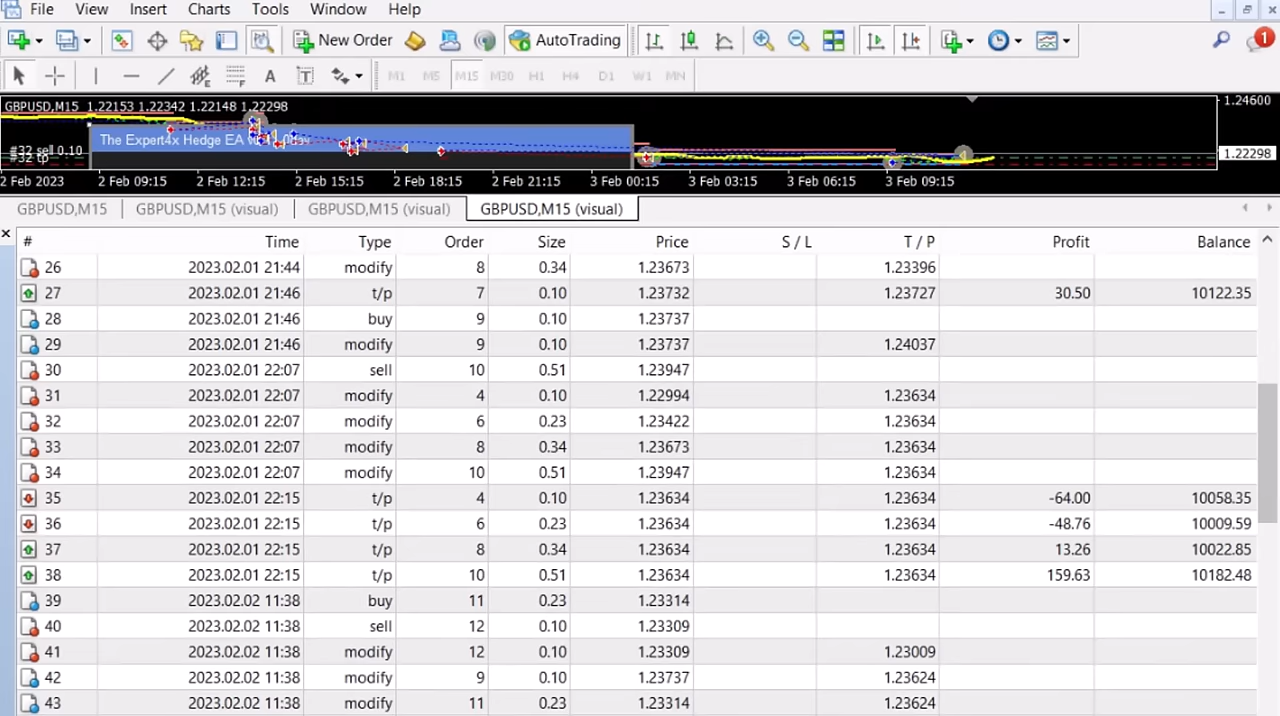 File View Insert Charts Tools Window Help
New Order AutoTrading 1
A T M1 M5 M15 M30 H1 H4 D1 W1 MN
GBPUSD,M15 1.22153 1.22342 1.22148 1.22298
1.24600
The Expert4x Hedge EA
#32 sell 0.10
#32 tp
1.22298
2 Feb 2023 2 Feb 09:15 2 Feb 12:15 2 Feb 15:15 2 Feb 18:15 2 Feb 21:15 3 Feb 00:15 3 Feb 03:15 3 Feb 06:15 3 Feb 09:15
GBPUSD,M15 GBPUSD,M15 (visual) GBPUSD,M15 (visual) GBPUSD,M15 (visual)
# Time Type Order Size Price S / L T / P Profit Balance
26 2023.02.01 21:44 modify 8 0.34 1.23673 1.23396
27 2023.02.01 21:46 t/p 7 0.10 1.23732 1.23727 30.50 10122.35
28 2023.02.01 21:46 buy 9 0.10 1.23737
29 2023.02.01 21:46 modify 9 0.10 1.23737 1.24037
30 2023.02.01 22:07 sell 10 0.51 1.23947
31 2023.02.01 22:07 modify 4 0.10 1.22994 1.23634
32 2023.02.01 22:07 modify 6 0.23 1.23422 1.23634
33 2023.02.01 22:07 modify 8 0.34 1.23673 1.23634
34 2023.02.01 22:07 modify 10 0.51 1.23947 1.23634
35 2023.02.01 22:15 t/p 4 0.10 1.23634 1.23634 -64.00 10058.35
36 2023.02.01 22:15 t/p 6 0.23 1.23634 1.23634 -48.76 10009.59
37 2023.02.01 22:15 t/p 8 0.34 1.23634 1.23634 13.26 10022.85
38 2023.02.01 22:15 t/p 10 0.51 1.23634 1.23634 159.63 10182.48
39 2023.02.02 11:38 buy 11 0.23 1.23314
40 2023.02.02 11:38 sell 12 0.10 1.23309
41 2023.02.02 11:38 modify 12 0.10 1.23309 1.23009
42 2023.02.02 11:38 modify 9 0.10 1.23737 1.23624
43 2023.02.02 11:38 modify 11 0.23 1.23314 1.23624